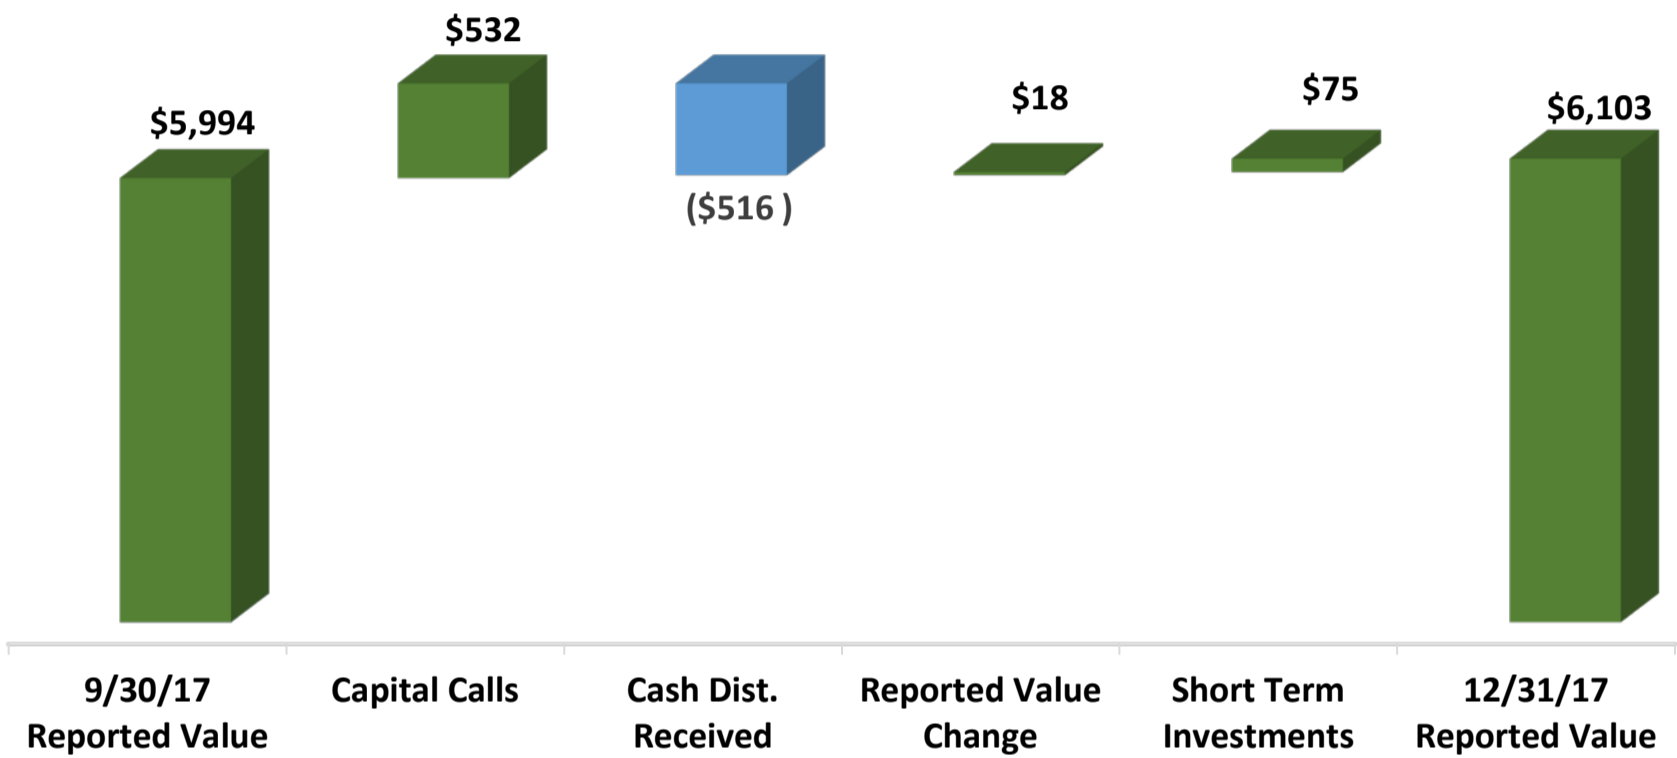 $532
$5,994
($516 )
$18
$75
$6,103
9/30/17
Reported Value
Capital Calls
Cash Dist.
Received
Reported Value
Change
Short Term
Investments
12/31/17
Reported Value